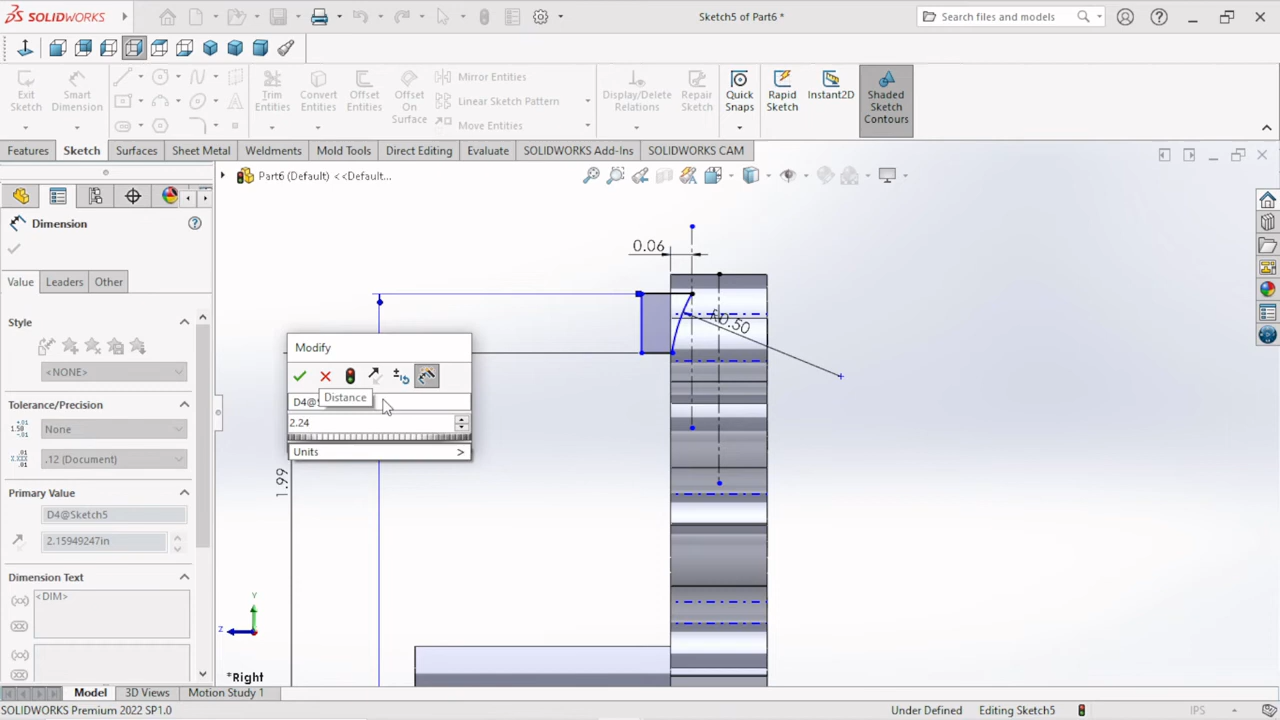 SOLIDWORKS
Sketch5 of Part6 *
Search files and models
Exit Sketch
Smart Dimension
Trim Entities
Convert Entities
Offset Entities
Offset On Surface
Mirror Entities
Linear Sketch Pattern
Move Entities
Display/Delete Relations
Repair Sketch
Quick Snaps
Rapid Sketch
Instant2D
Shaded Sketch Contours
Features
Sketch
Surfaces
Sheet Metal
Weldments
Mold Tools
Direct Editing
Evaluate
SOLIDWORKS Add-Ins
SOLIDWORKS CAM
Part6 (Default) <<Default...
Dimension
Value
Leaders
Other
Style
<NONE>
Tolerance/Precision
None
.12 (Document)
Primary Value
D4@Sketch5
2.15949247in
Dimension Text
<DIM>
0.06
R0.50
1.99
Modify
Distance
2.24
Units
Y
Z
*Right
Model
3D Views
Motion Study 1
SOLIDWORKS Premium 2022 SP1.0
Under Defined
Editing Sketch5
IPS